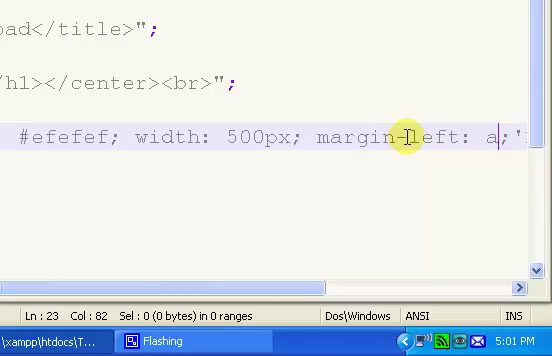 oad</title>";
/h1></center><br>";
#efefef; width: 500px; margin-left: a;'
Ln : 23 Col : 82 Sel : 0 (0 bytes) in 0 ranges Dos\Windows ANSI INS
\xampp\htdocs\T... Flashing 5:01 PM